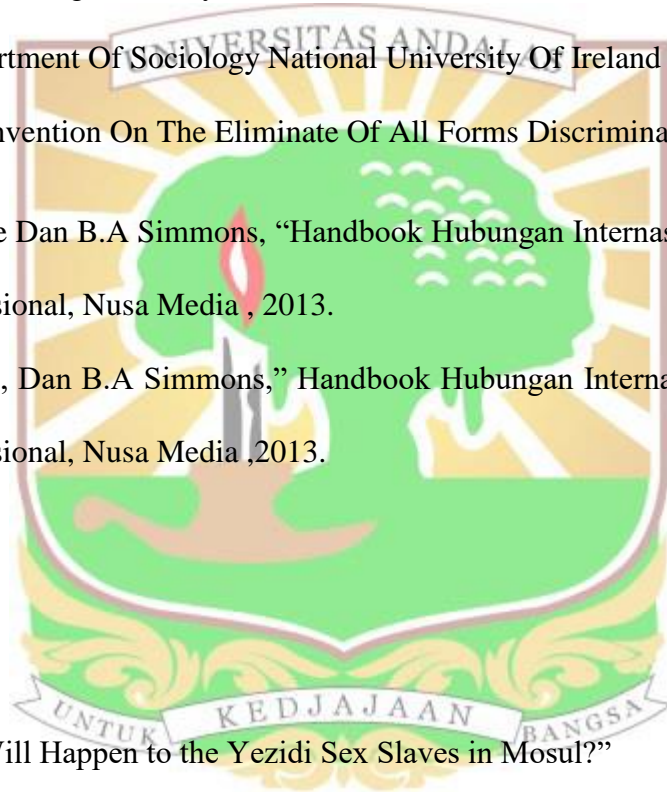 UNIVERSITAS ANDALAS
rtment Of Sociology National University Of Ireland
nvention On The Eliminate Of All Forms Discrimina
e Dan B.A Simmons, “Handbook Hubungan Internas
sional, Nusa Media , 2013.
, Dan B.A Simmons,” Handbook Hubungan Interna
sional, Nusa Media ,2013.
UNTUK KEDJAJAAN BANGSA
Will Happen to the Yezidi Sex Slaves in Mosul?”